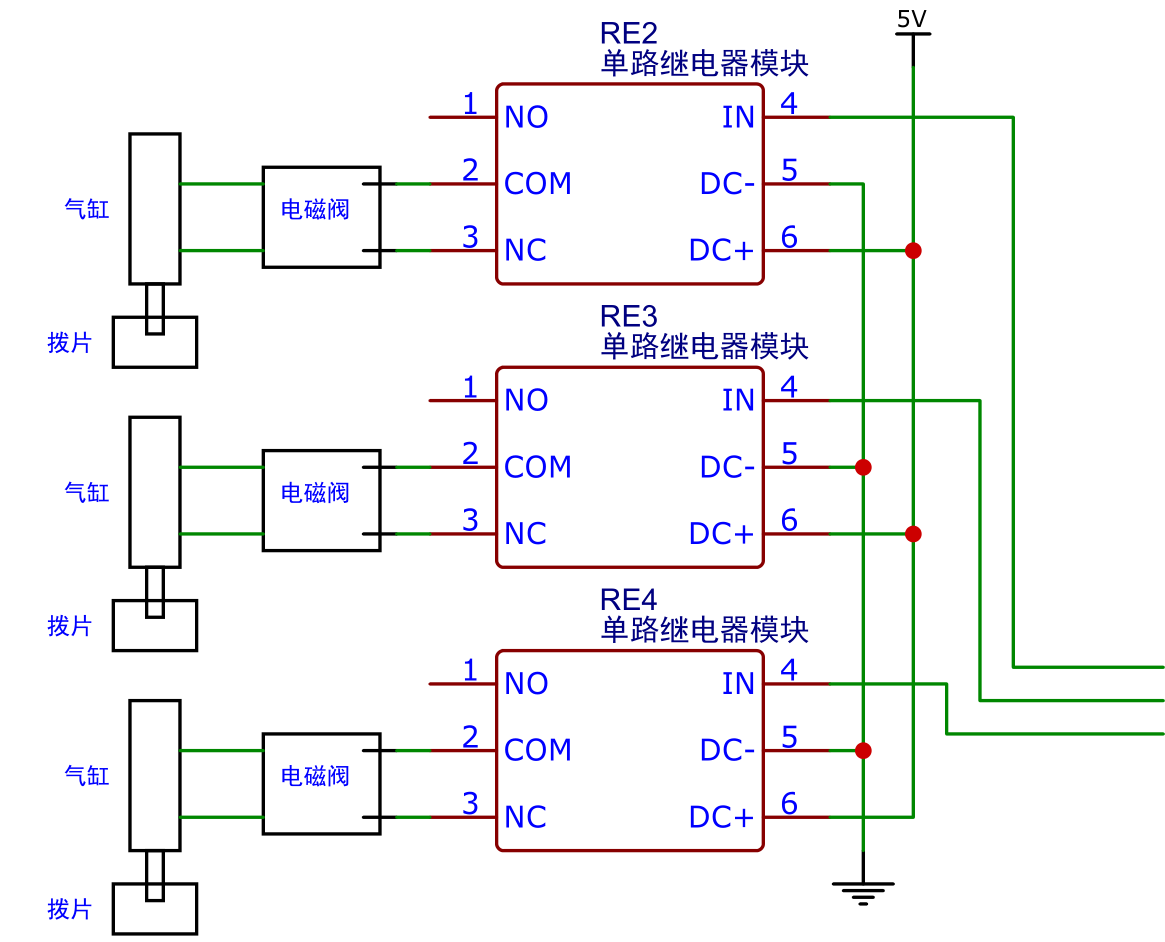 5V
RE2
单路继电器模块
1 NO IN 4
2 COM DC- 5
3 NC DC+ 6
气缸
电磁阀
拨片
RE3
单路继电器模块
1 NO IN 4
2 COM DC- 5
3 NC DC+ 6
气缸
电磁阀
拨片
RE4
单路继电器模块
1 NO IN 4
2 COM DC- 5
3 NC DC+ 6
气缸
电磁阀
拨片